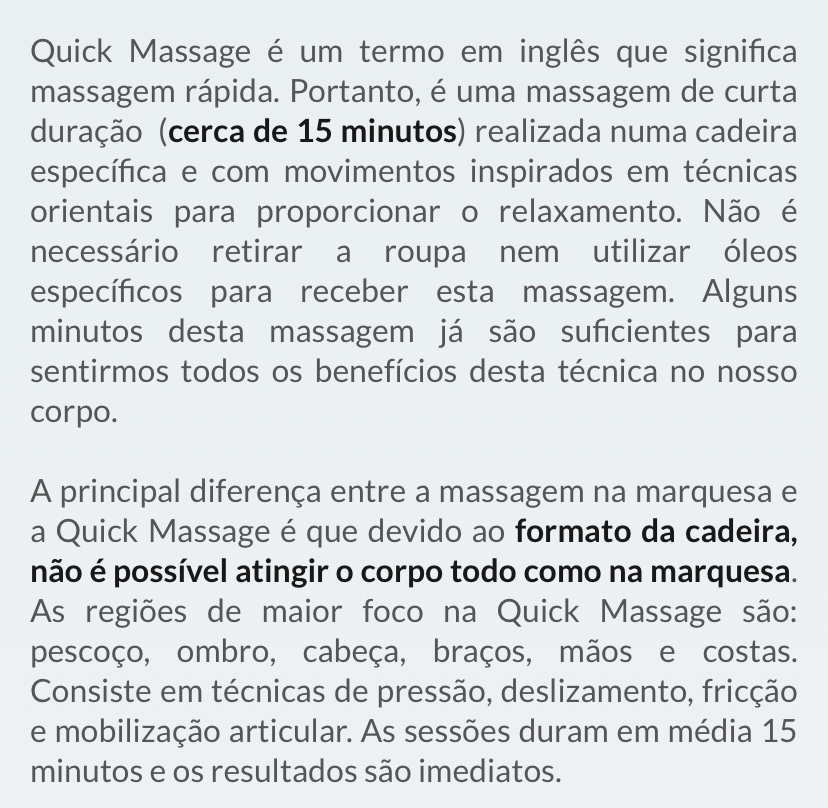 Quick Massage é um termo em inglês que significa
massagem rápida. Portanto, é uma massagem de curta
duração (cerca de 15 minutos) realizada numa cadeira
específica e com movimentos inspirados em técnicas
orientais para proporcionar o relaxamento. Não é
necessário retirar a roupa nem utilizar óleos
específicos para receber esta massagem. Alguns
minutos desta massagem já são suficientes para
sentirmos todos os benefícios desta técnica no nosso
corpo.
A principal diferença entre a massagem na marquesa e
a Quick Massage é que devido ao formato da cadeira,
não é possível atingir o corpo todo como na marquesa.
As regiões de maior foco na Quick Massage são:
pescoço, ombro, cabeça, braços, mãos e costas.
Consiste em técnicas de pressão, deslizamento, fricção
e mobilização articular. As sessões duram em média 15
minutos e os resultados são imediatos.